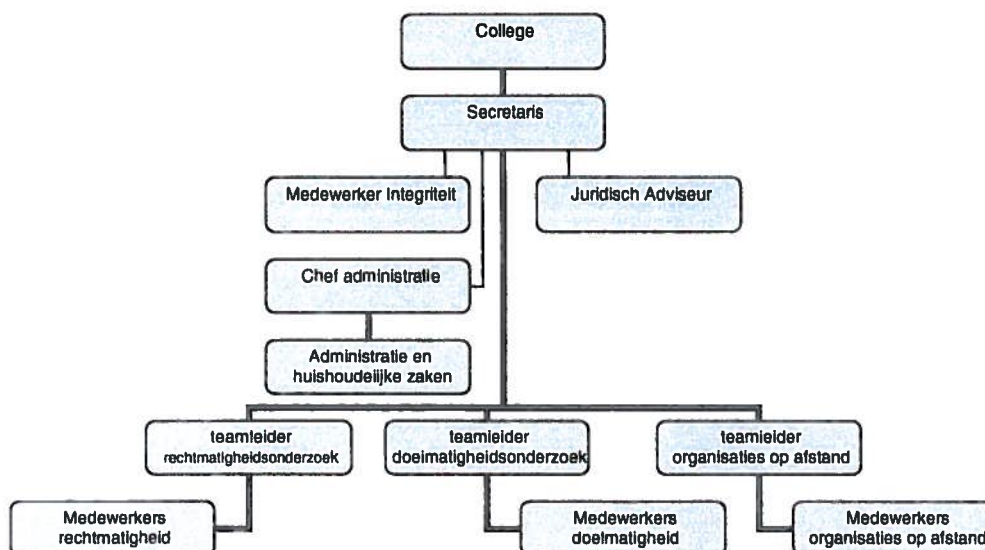 College
Secretaris
Medewerker Integriteit
Juridisch Adviseur
Chef administratie
Administratie en
huishoudelijke zaken
teamleider
rechtmatigheidsonderzoek
teamleider
doelmatigheidsonderzoek
teamleider
organisaties op afstand
Medewerkers
rechtmatigheid
Medewerkers
doelmatigheid
Medewerkers
organisaties op afstand